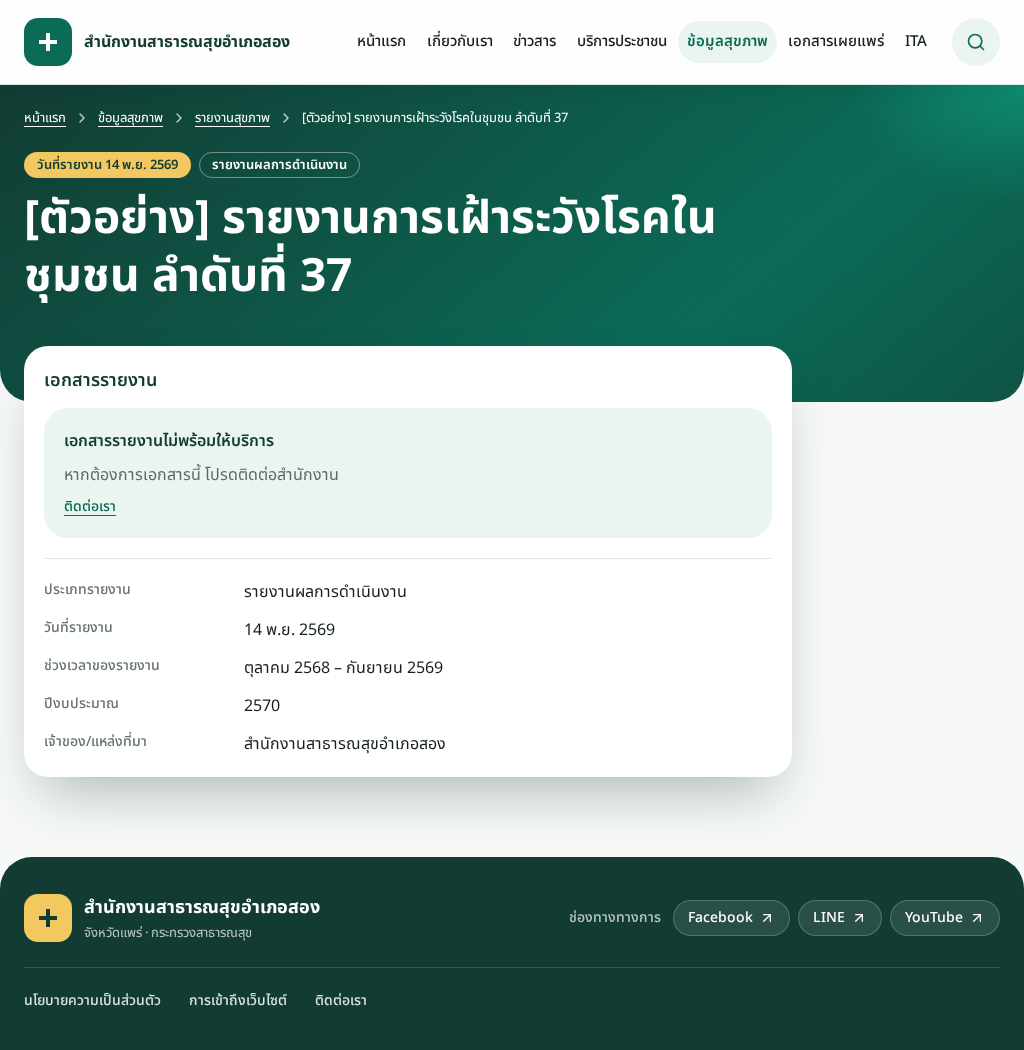 สำนักงานสาธารณสุขอำเภอสอง
หน้าแรก
เกี่ยวกับเรา
ข่าวสาร
บริการประชาชน
ข้อมูลสุขภาพ
เอกสารเผยแพร่
ITA
หน้าแรก
ข้อมูลสุขภาพ
รายงานสุขภาพ
[ตัวอย่าง] รายงานการเฝ้าระวังโรคในชุมชน ลำดับที่ 37
วันที่รายงาน 14 พ.ย. 2569
รายงานผลการดำเนินงาน
[ตัวอย่าง] รายงานการเฝ้าระวังโรคใน
ชุมชน ลำดับที่ 37
เอกสารรายงาน
เอกสารรายงานไม่พร้อมให้บริการ
หากต้องการเอกสารนี้ โปรดติดต่อสำนักงาน
ติดต่อเรา
ประเภทรายงาน
รายงานผลการดำเนินงาน
วันที่รายงาน
14 พ.ย. 2569
ช่วงเวลาของรายงาน
ตุลาคม 2568 – กันยายน 2569
ปีงบประมาณ
2570
เจ้าของ/แหล่งที่มา
สำนักงานสาธารณสุขอำเภอสอง
สำนักงานสาธารณสุขอำเภอสอง
จังหวัดแพร่ · กระทรวงสาธารณสุข
ช่องทางทางการ
Facebook
LINE
YouTube
นโยบายความเป็นส่วนตัว
การเข้าถึงเว็บไซต์
ติดต่อเรา